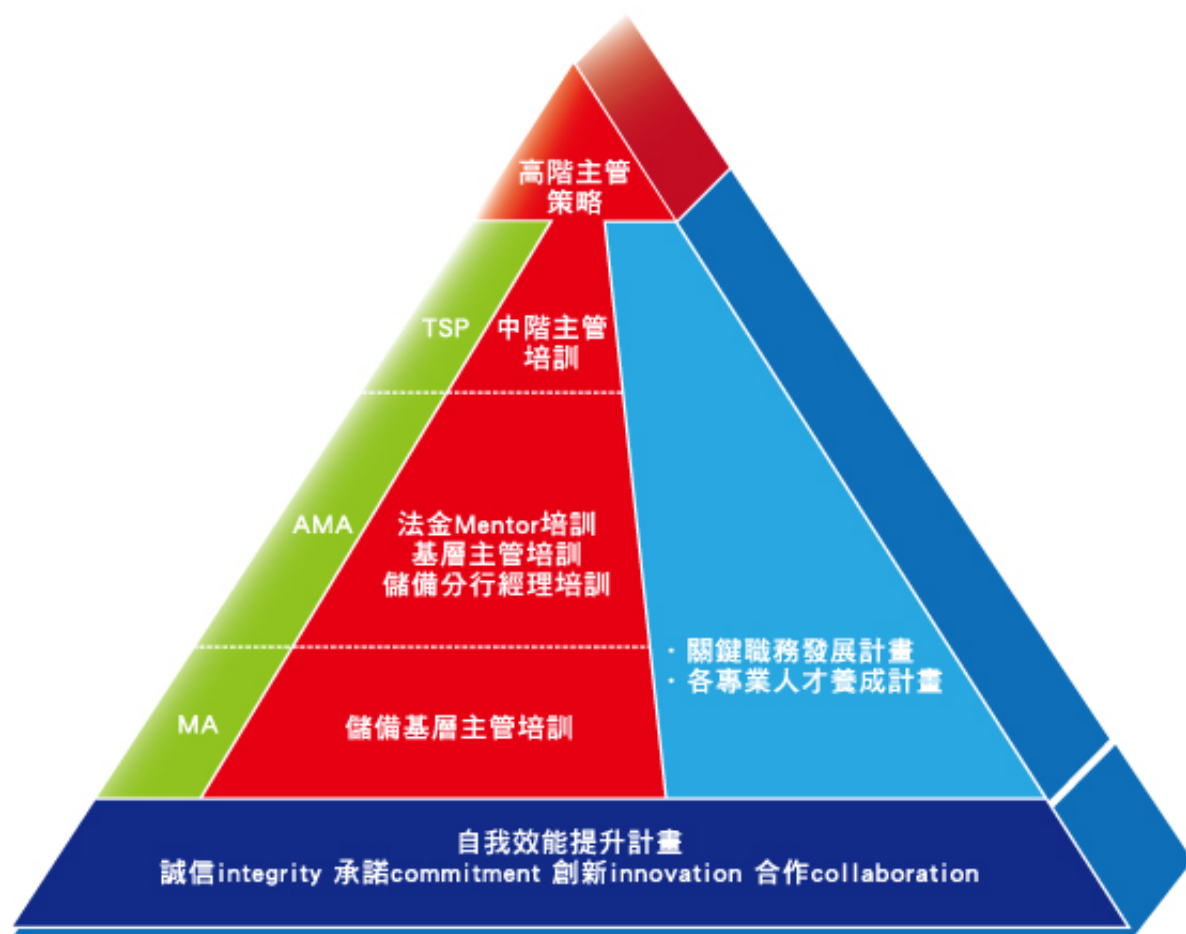 高階主管
策略
TSP
中階主管
培訓
AMA
法金Mentor培訓
基層主管培訓
儲備分行經理培訓
MA
儲備基層主管培訓
· 關鍵職務發展計畫
· 各專業人才養成計畫
自我效能提升計畫
誠信integrity 承諾commitment 創新innovation 合作collaboration